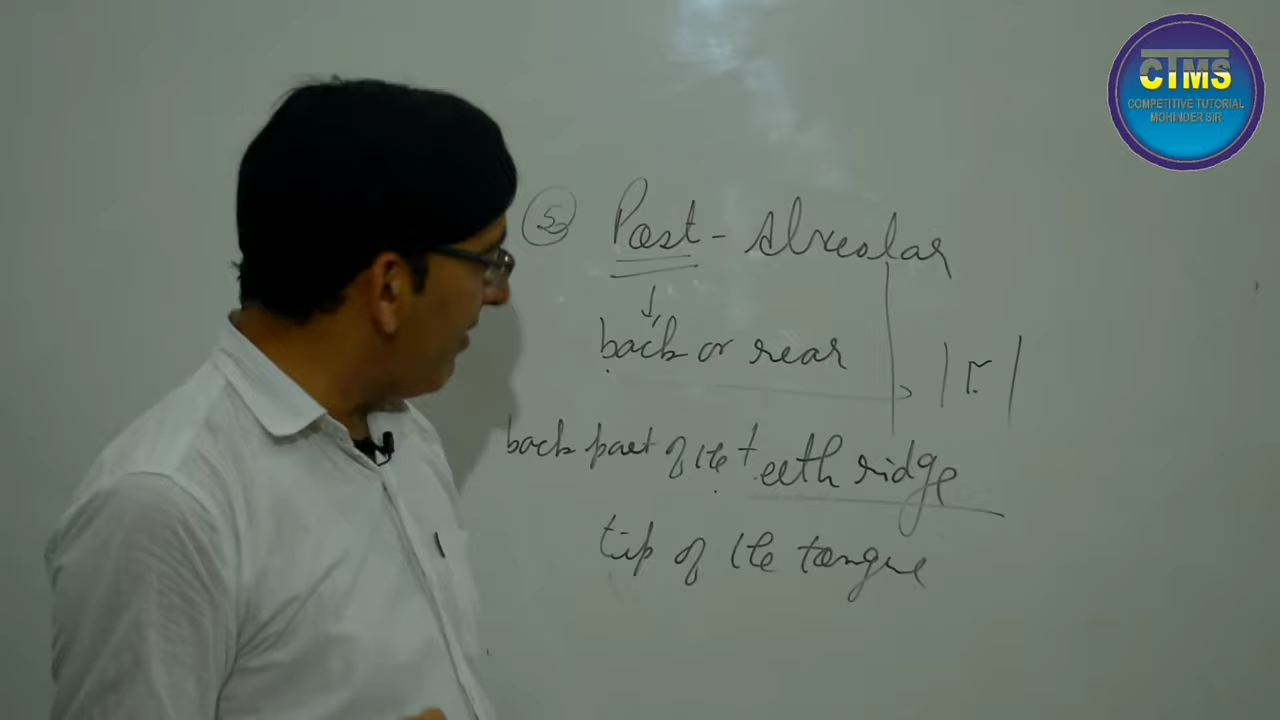 CTMS
COMPETITIVE TUTORIAL
MOHINDER SIR
5 Post-Alveolar
↓
back or rear
→ |r|
back part of the teeth ridge
tip of the tongue